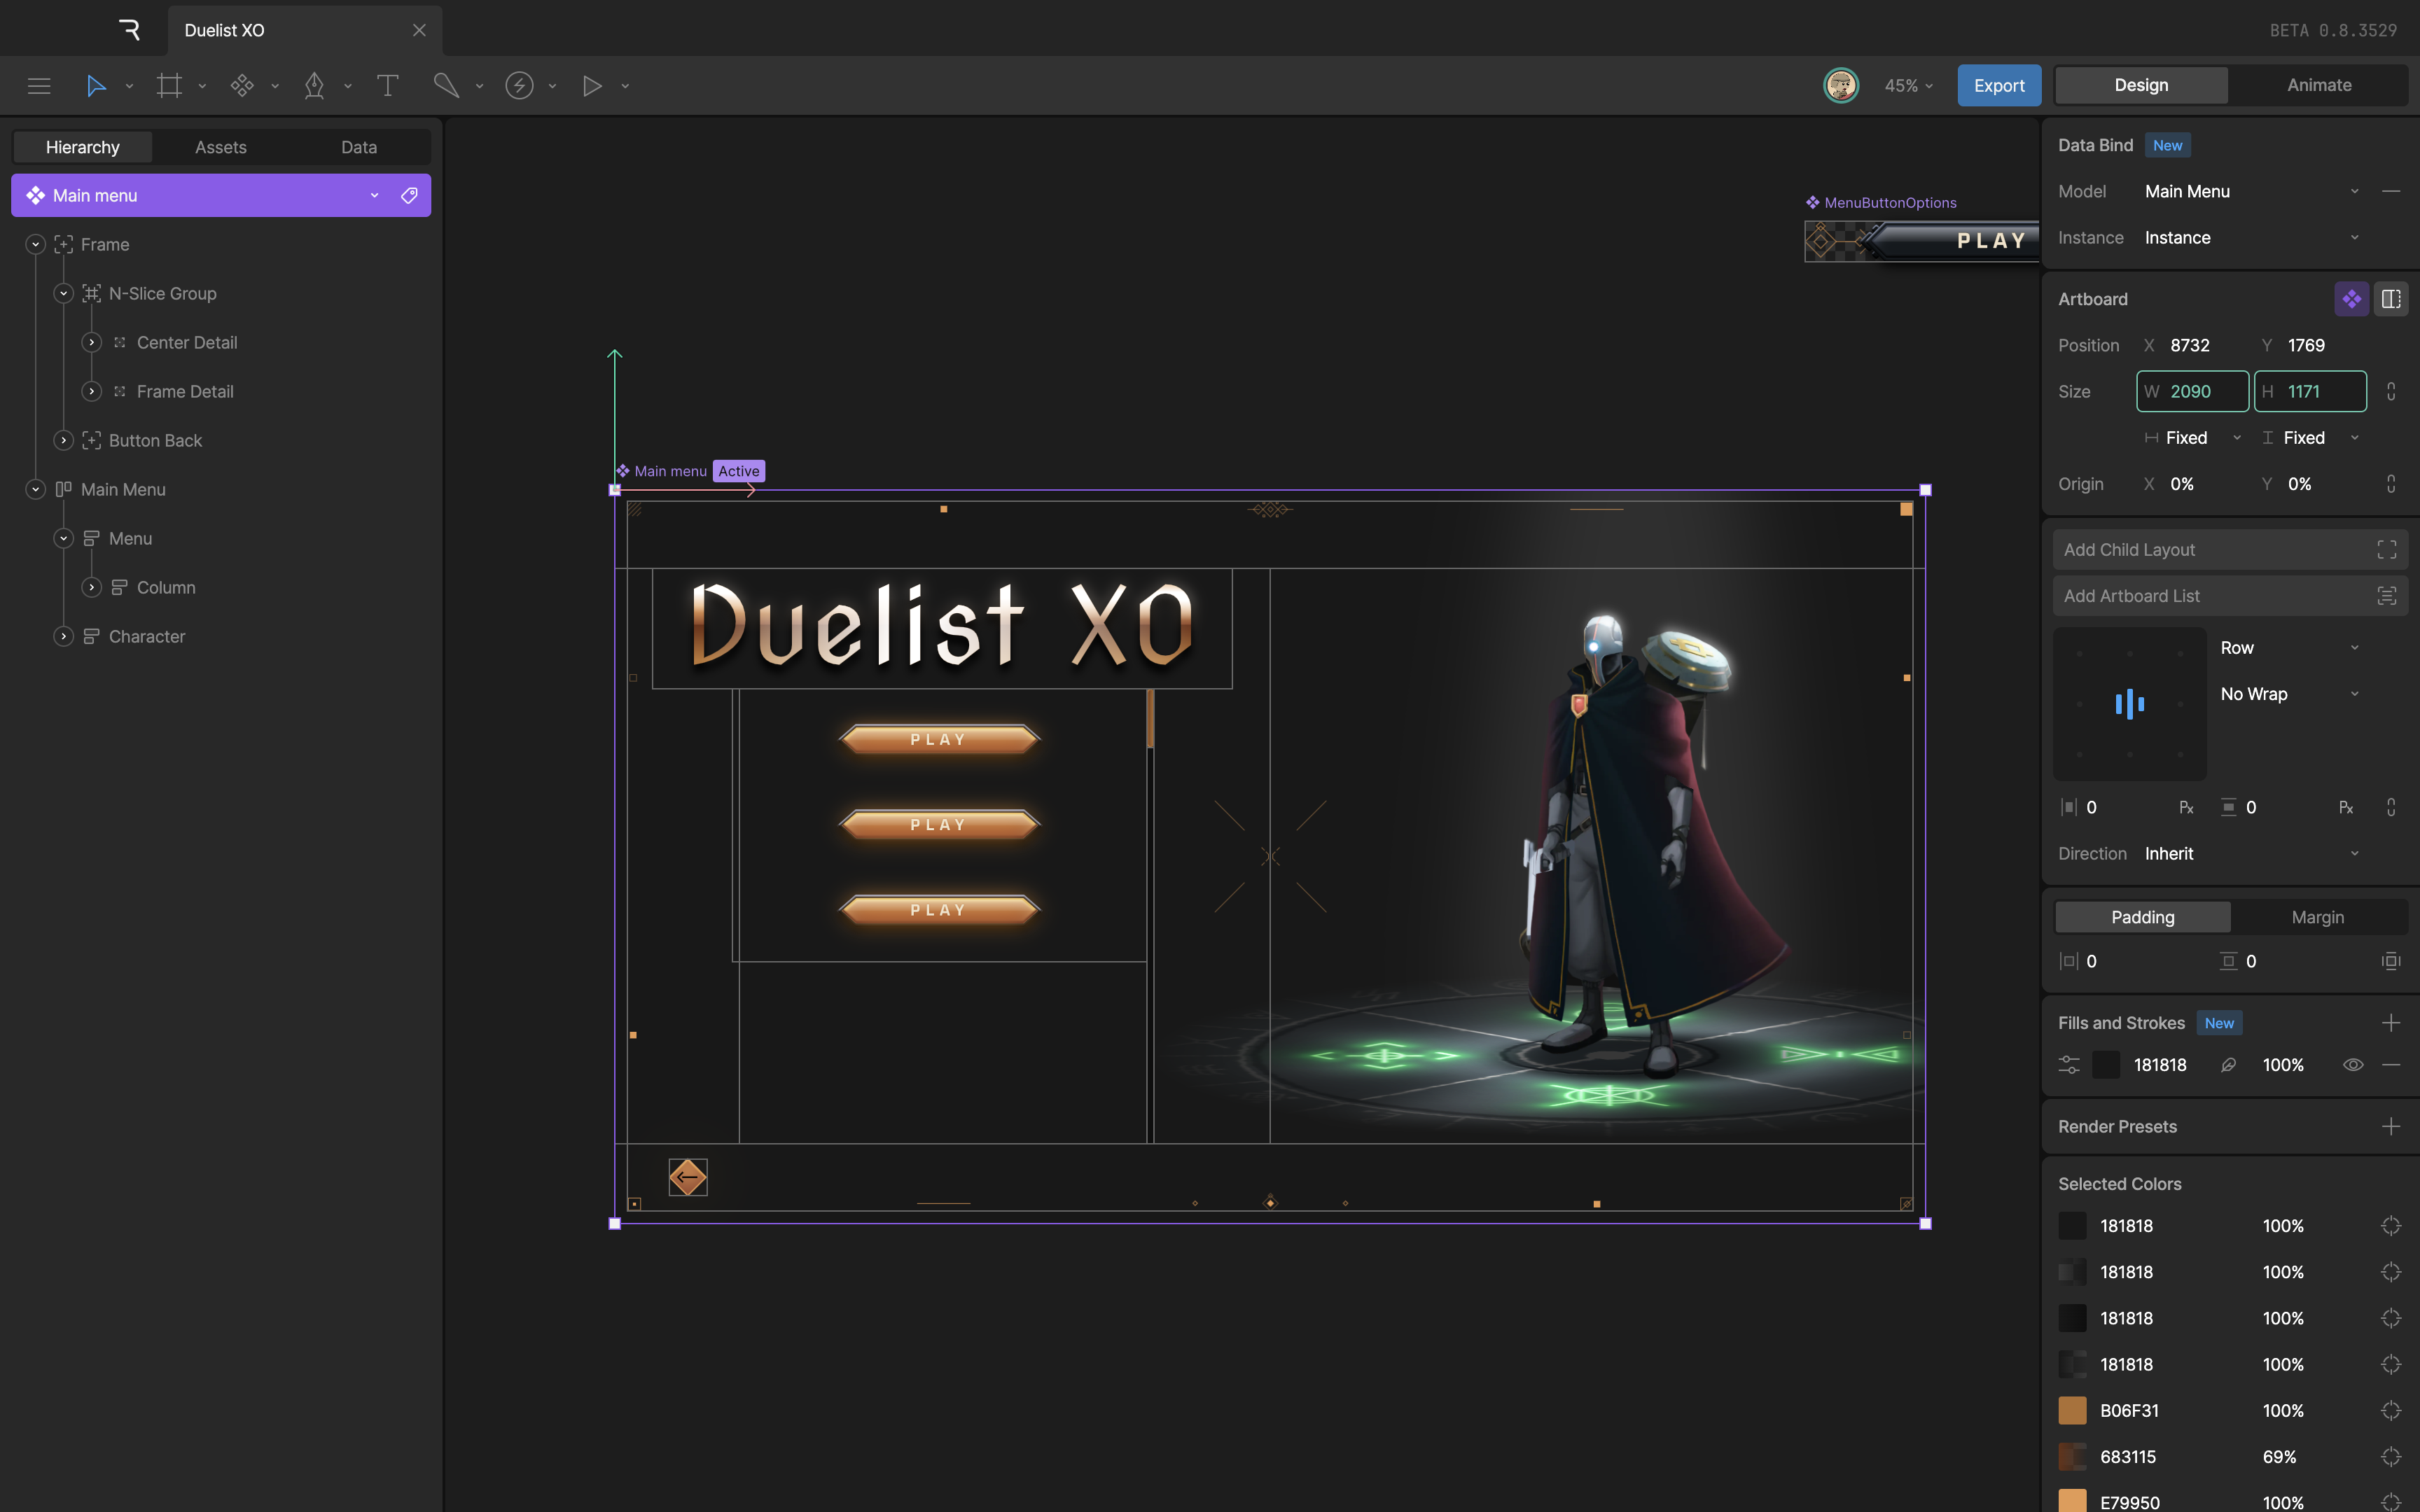 Duelist XO
BETA 0.8.3529
45%
Export
Design
Animate
Hierarchy
Assets
Data
Main menu
Frame
N-Slice Group
Center Detail
Frame Detail
Button Back
Main Menu
Menu
Column
Character
MenuButtonOptions
PLAY
Main menu Active
Duelist XO
PLAY
PLAY
PLAY
Data Bind New
Model Main Menu
Instance Instance
Artboard
Position X 8732 Y 1769
Size W 2090 H 1171
Fixed Fixed
Origin X 0% Y 0%
Add Child Layout
Add Artboard List
Row
No Wrap
0 Px 0 Px
Direction Inherit
Padding Margin
0 0
Fills and Strokes New
181818 100%
Render Presets
Selected Colors
181818 100%
181818 100%
181818 100%
181818 100%
B06F31 100%
683115 69%
E79950 100%